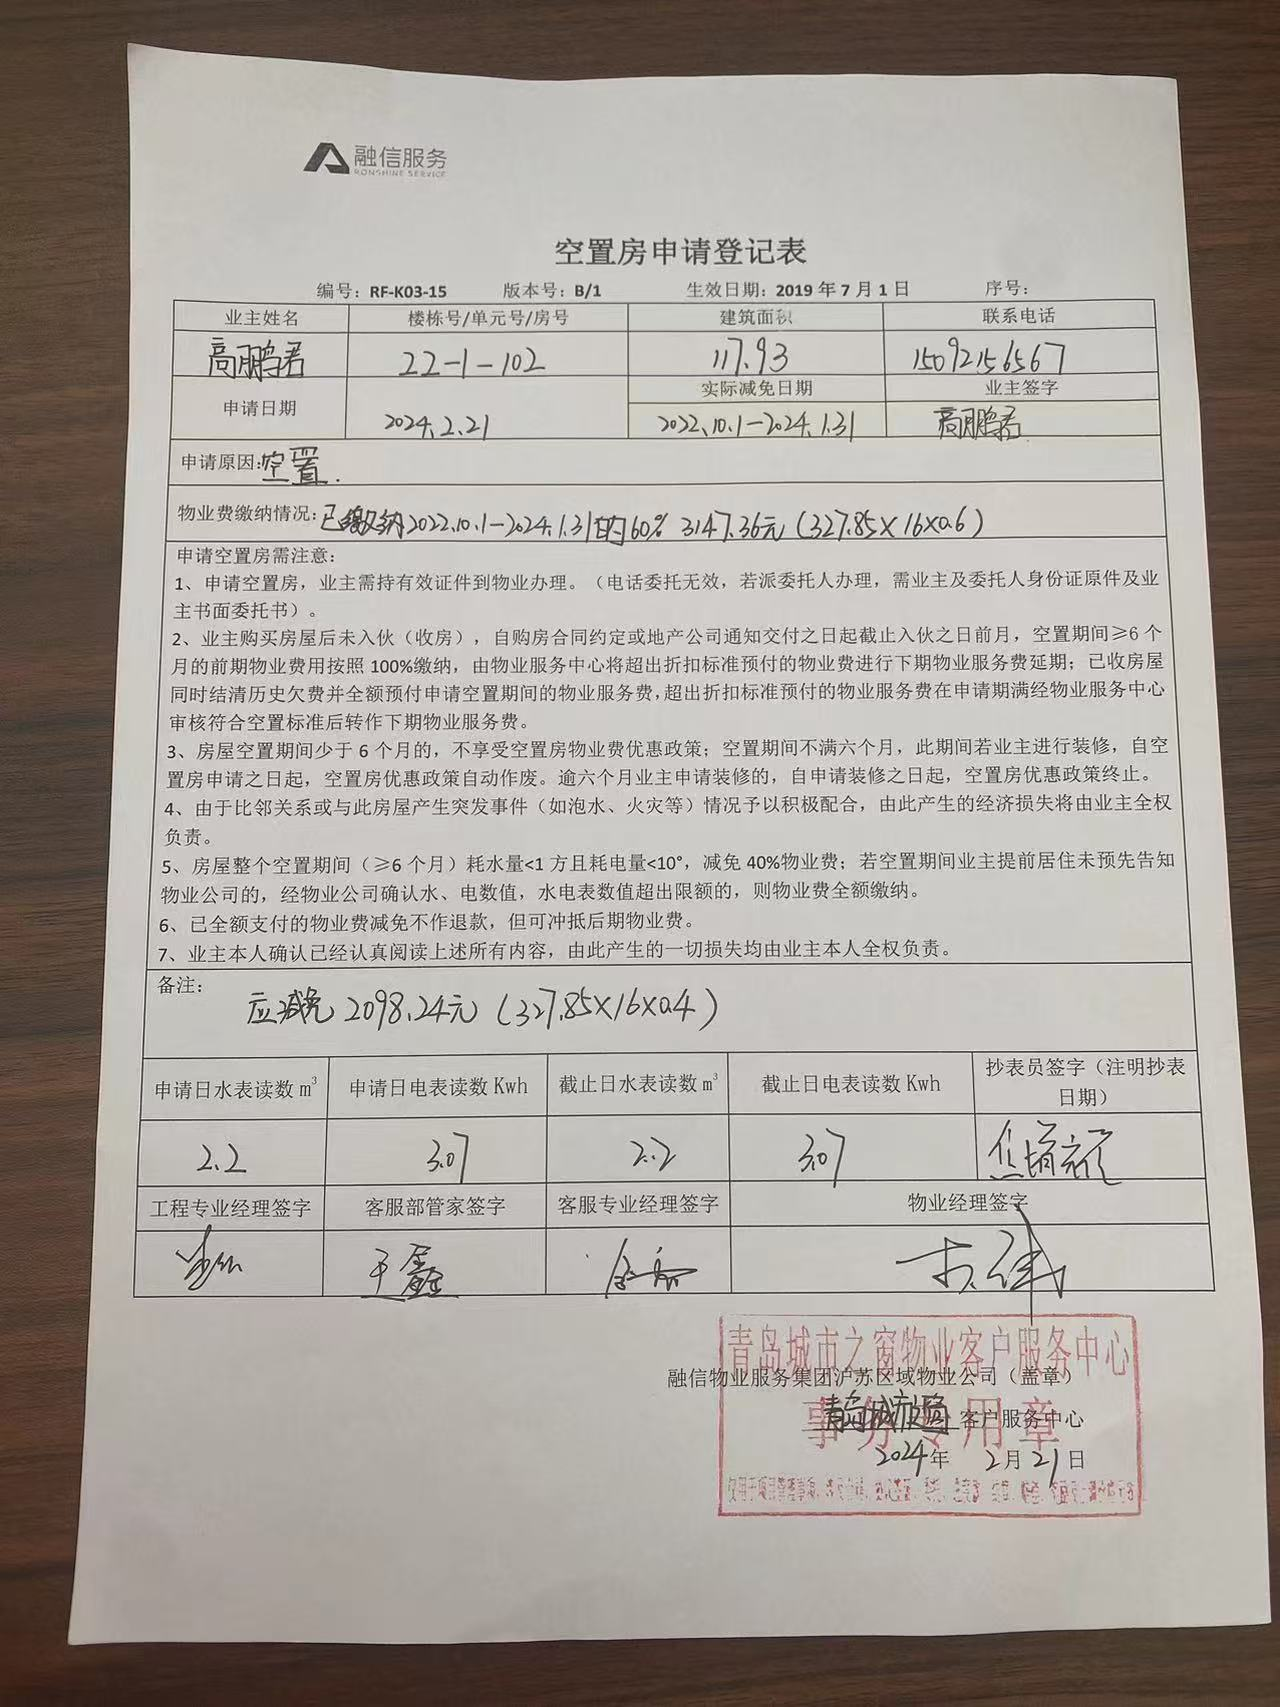 融信服务
RONSHINE SERVICE
空置房申请登记表
编号：RF-K03-15 版本号：B/1 生效日期：2019 年 7 月 1 日 序号：
业主姓名 楼栋号/单元号/房号 建筑面积 联系电话
高鹏君 22-1-102 117.93 15092156567
申请日期 实际减免日期 业主签字
2024.2.21 2022.10.1-2024.1.31 高鹏君
申请原因：空置.
物业费缴纳情况：已缴纳2022.10.1-2024.1.31的60% 3147.36元（327.85×16×0.6）
申请空置房需注意：
1、申请空置房，业主需持有效证件到物业办理。（电话委托无效，若派委托人办理，需业主及委托人身份证原件及业
主书面委托书）。
2、业主购买房屋后未入伙（收房），自购房合同约定或地产公司通知交付之日起截止入伙之日前月，空置期间≥6 个
月的前期物业费用按照 100%缴纳，由物业服务中心将超出折扣标准预付的物业费进行下期物业服务费延期；已收房屋
同时结清历史欠费并全额预付申请空置期间的物业服务费，超出折扣标准预付的物业服务费在申请期满经物业服务中心
审核符合空置标准后转作下期物业服务费。
3、房屋空置期间少于 6 个月的，不享受空置房物业费优惠政策；空置期间不满六个月，此期间若业主进行装修，自空
置房申请之日起，空置房优惠政策自动作废。逾六个月业主申请装修的，自申请装修之日起，空置房优惠政策终止。
4、由于比邻关系或与此房屋产生突发事件（如泡水、火灾等）情况予以积极配合，由此产生的经济损失将由业主全权
负责。
5、房屋整个空置期间（≥6 个月）耗水量<1 方且耗电量<10°，减免 40%物业费；若空置期间业主提前居住未预先告知
物业公司的，经物业公司确认水、电数值，水电表数值超出限额的，则物业费全额缴纳。
6、已全额支付的物业费减免不作退款，但可冲抵后期物业费。
7、业主本人确认已经认真阅读上述所有内容，由此产生的一切损失均由业主本人全权负责。
备注：
应减免 2098.24元（327.85×16×0.4）
申请日水表读数 m³ 申请日电表读数 Kwh 截止日水表读数 m³ 截止日电表读数 Kwh 抄表员签字（注明抄表
日期）
2.2 3.07 2.2 3.07
工程专业经理签字 客服部管家签字 客服专业经理签字 物业经理签字
王鑫
青岛城市之窗物业客户服务中心
融信物业服务集团沪苏区域物业公司（盖章）
青岛城市之窗 客户服务中心
事务专用章
2024 年 2 月 21 日